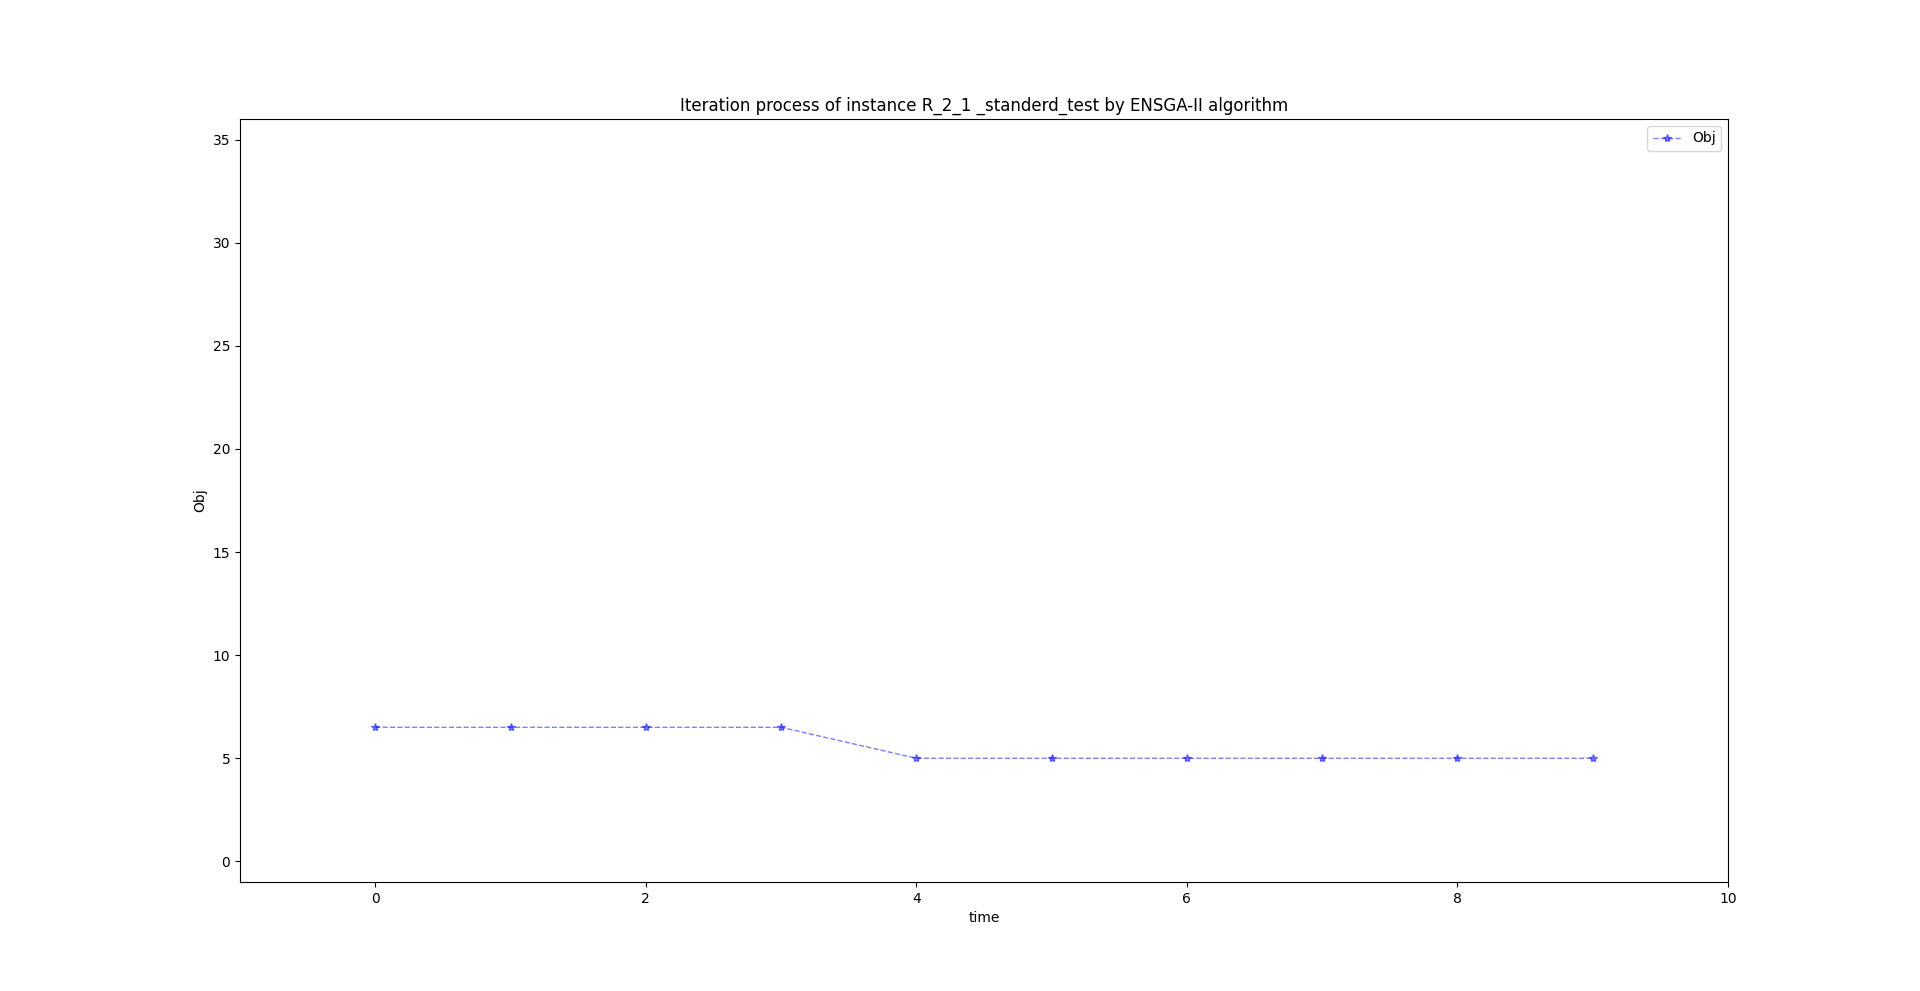 Iteration process of instance R_2_1 _standerd_test by ENSGA-II algorithm
Obj
35
30
25
20
15
10
5
0
Obj
0 2 4 6 8 10
time